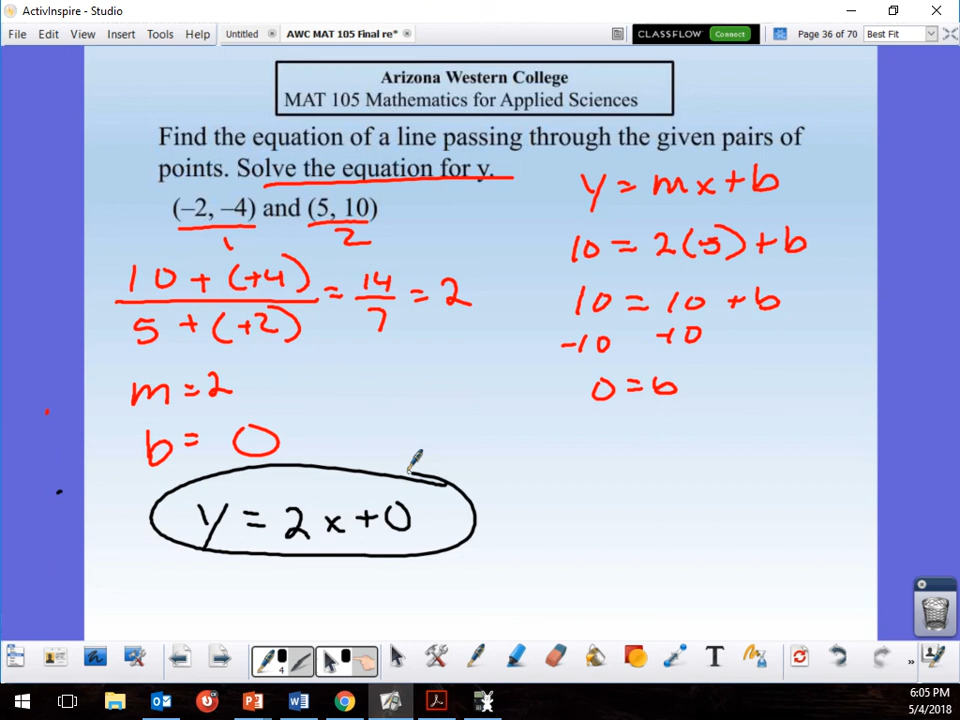 ActivInspire - Studio
File Edit View Insert Tools Help Untitled AWC MAT 105 Final re* CLASSFLOW Connect Page 36 of 70 Best Fit
Arizona Western College
MAT 105 Mathematics for Applied Sciences
Find the equation of a line passing through the given pairs of
points. Solve the equation for y.
(–2, –4) and (5, 10)
1 2
10 + (+4) = 14 = 2
5 + (+2) 7
m = 2
b = 0
y = 2x + 0
y = mx + b
10 = 2(5) + b
10 = 10 + b
-10 -10
0 = b
4
T
6:05 PM
5/4/2018